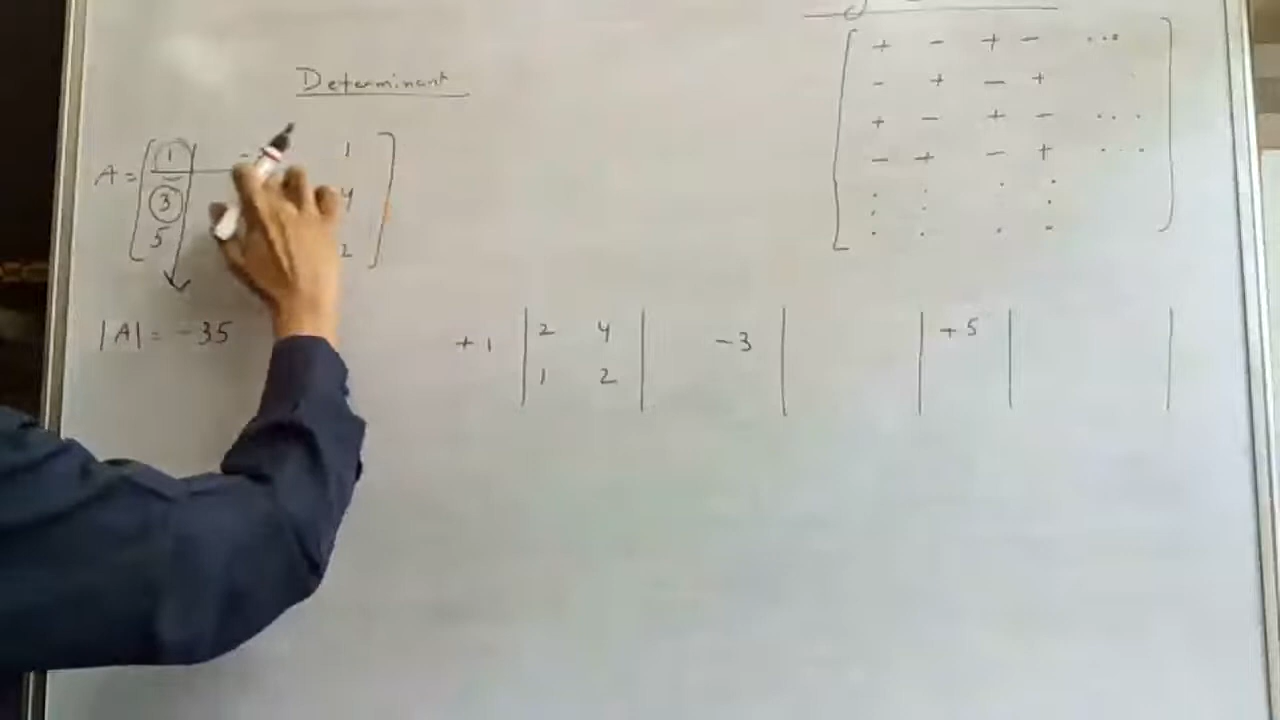 Determinant
+ - + - ...
- + - +
+ - + - ...
- + - + ...
A = [ 1 - 1
3 4
5 2 ]
|A| = -35
+1 | 2 4 | -3 | | +5 | |
1 2